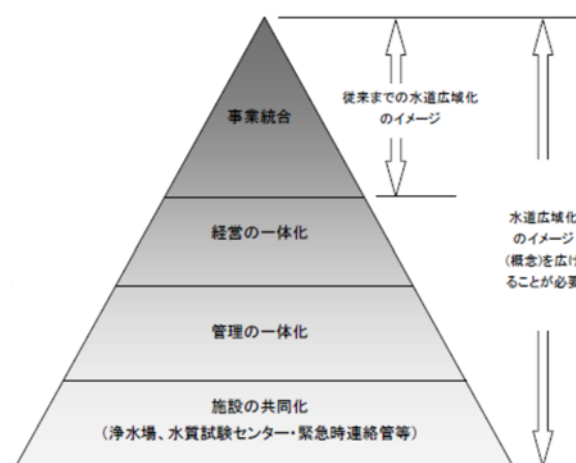 事業統合
従来までの水道広域化
のイメージ
経営の一体化
水道広域化
のイメージ
(概念)を広げ
ることが必要
管理の一体化
施設の共同化
(浄水場、水質試験センター・緊急時連絡管等)